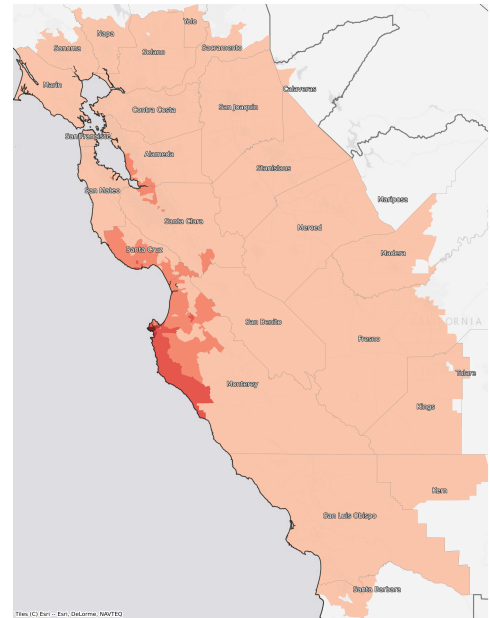 Yolo
Napa
Sonoma
Solano
Sacramento
Marin
Calaveras
Contra Costa
San Joaquin
San Francisco
Alameda
Stanislaus
San Mateo
Mariposa
Santa Clara
Merced
Santa Cruz
Madera
San Benito
CALIFORNIA
Fresno
Tulare
Monterey
Kings
Kern
San Luis Obispo
Santa Barbara
Tiles (C) Esri -- Esri, DeLorme, NAVTEQ